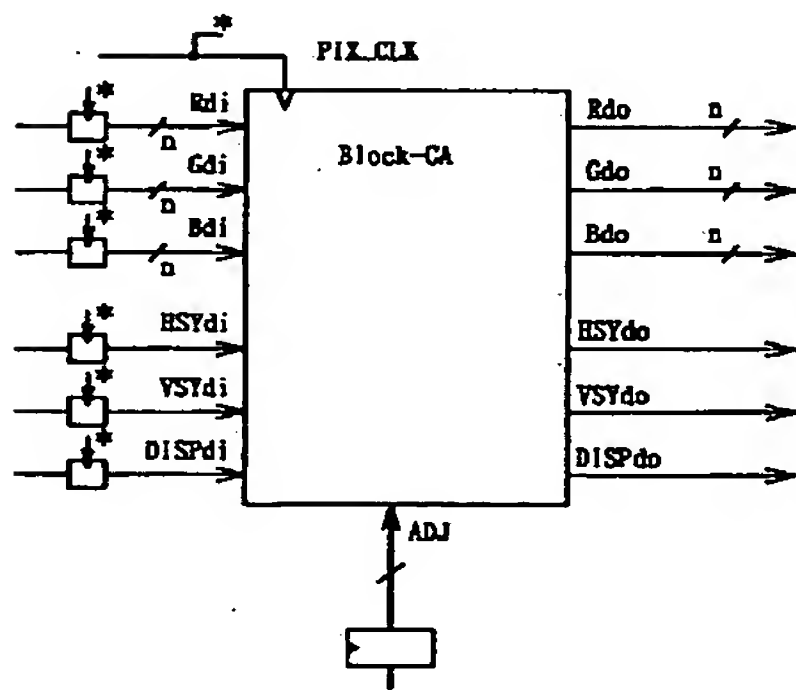 *
PIX_CLK
* Rdi
n
Rdo n
Block-CA
* Gdi
n
Gdo n
* Bdi
n
Bdo n
* HSYdi
HSYdo
* VSYdi
VSYdo
* DISPdi
DISPdo
ADJ